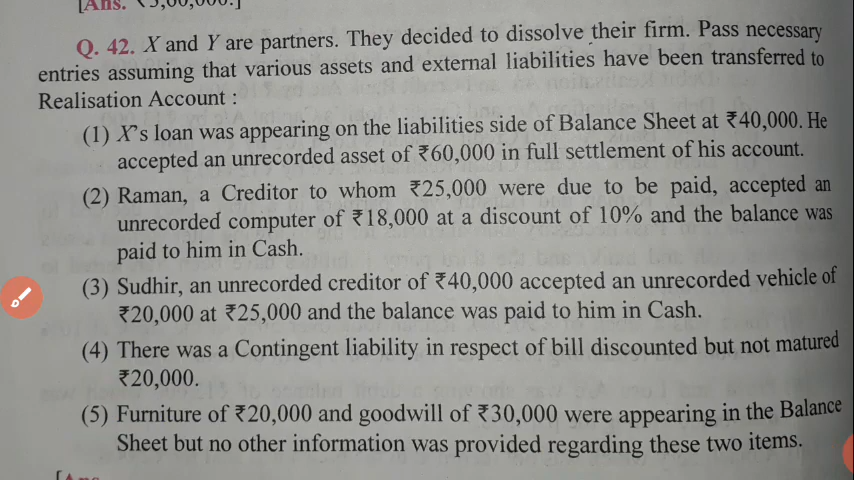 [Ans. ₹3,60,000.]
Q. 42. X and Y are partners. They decided to dissolve their firm. Pass necessary
entries assuming that various assets and external liabilities have been transferred to
Realisation Account :
(1) X's loan was appearing on the liabilities side of Balance Sheet at ₹40,000. He
accepted an unrecorded asset of ₹60,000 in full settlement of his account.
(2) Raman, a Creditor to whom ₹25,000 were due to be paid, accepted an
unrecorded computer of ₹18,000 at a discount of 10% and the balance was
paid to him in Cash.
(3) Sudhir, an unrecorded creditor of ₹40,000 accepted an unrecorded vehicle of
₹20,000 at ₹25,000 and the balance was paid to him in Cash.
(4) There was a Contingent liability in respect of bill discounted but not matured
₹20,000.
(5) Furniture of ₹20,000 and goodwill of ₹30,000 were appearing in the Balance
Sheet but no other information was provided regarding these two items.